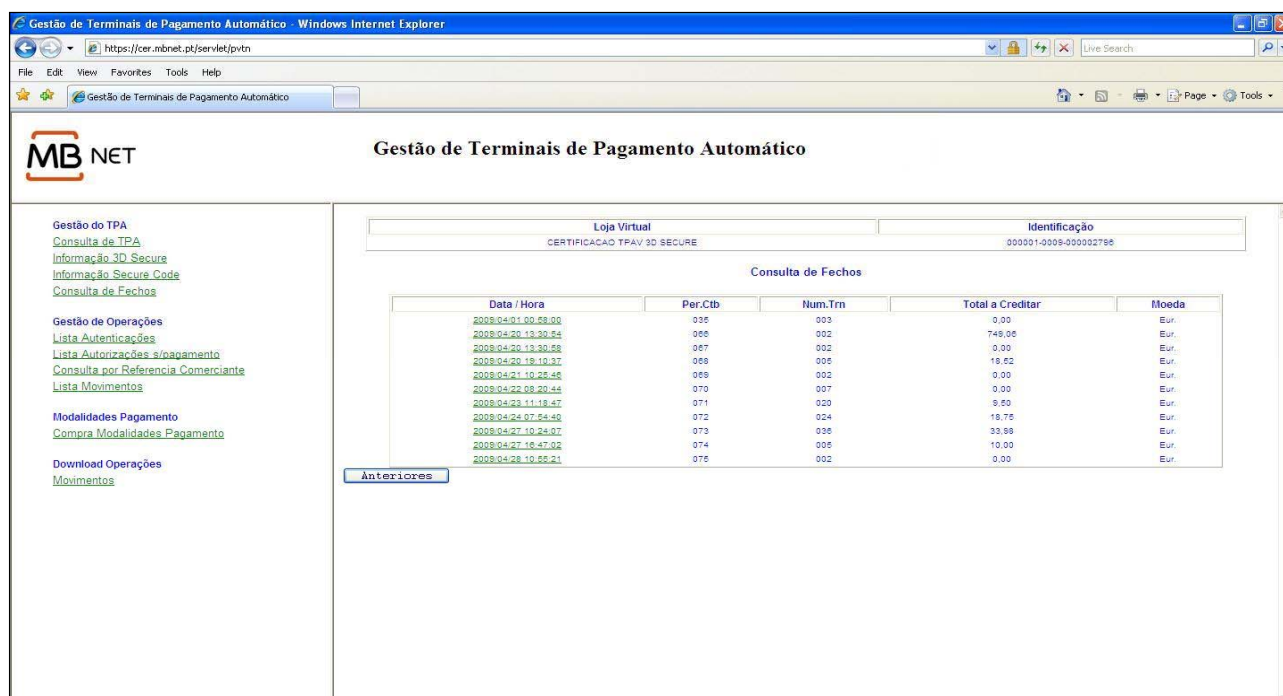 Gestão de Terminais de Pagamento Automático - Windows Internet Explorer
https://cer.mbnet.pt/servlet/pvtn
Live Search
File Edit View Favorites Tools Help
Gestão de Terminais de Pagamento Automático
Page Tools
MB NET
Gestão de Terminais de Pagamento Automático
Gestão do TPA
Consulta de TPA
Informação 3D Secure
Informação Secure Code
Consulta de Fechos
Gestão de Operações
Lista Autenticações
Lista Autorizações s/pagamento
Consulta por Referencia Comerciante
Lista Movimentos
Modalidades Pagamento
Compra Modalidades Pagamento
Download Operações
Movimentos
Loja Virtual Identificação
CERTIFICACAO TPAV 3D SECURE 000001-0009-000002796
Consulta de Fechos
Data / Hora Per.Ctb Num.Trn Total a Creditar Moeda
2009/04/01 00:58:00 035 003 0,00 Eur.
2009/04/20 13:30:54 066 002 749,06 Eur.
2009/04/20 13:30:58 067 002 0,00 Eur.
2009/04/20 19:10:37 068 005 18,52 Eur.
2009/04/21 10:25:46 069 002 0,00 Eur.
2009/04/22 08:20:44 070 007 0,00 Eur.
2009/04/23 11:18:47 071 020 9,50 Eur.
2009/04/24 07:54:40 072 024 18,75 Eur.
2009/04/27 10:24:07 073 036 33,98 Eur.
2009/04/27 16:47:02 074 005 10,00 Eur.
2009/04/28 10:55:21 075 002 0,00 Eur.
Anteriores